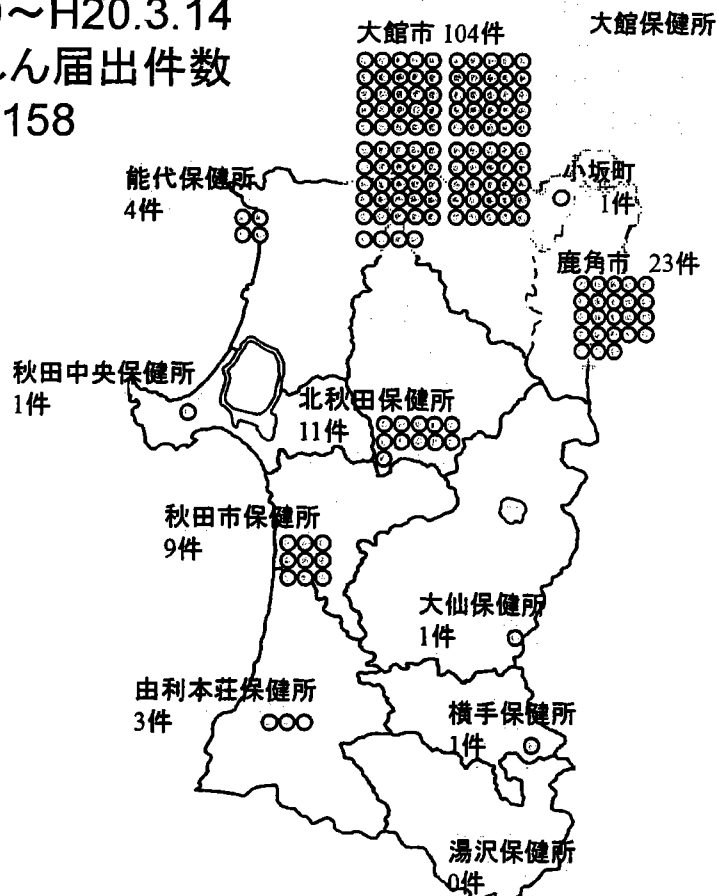 ～H20.3.14
しん届出件数
158
大館市 104件
大館保健所
能代保健所
4件
小坂町
1件
鹿角市 23件
秋田中央保健所
1件
北秋田保健所
11件
秋田市保健所
9件
大仙保健所
1件
由利本荘保健所
3件
横手保健所
1件
湯沢保健所
0件